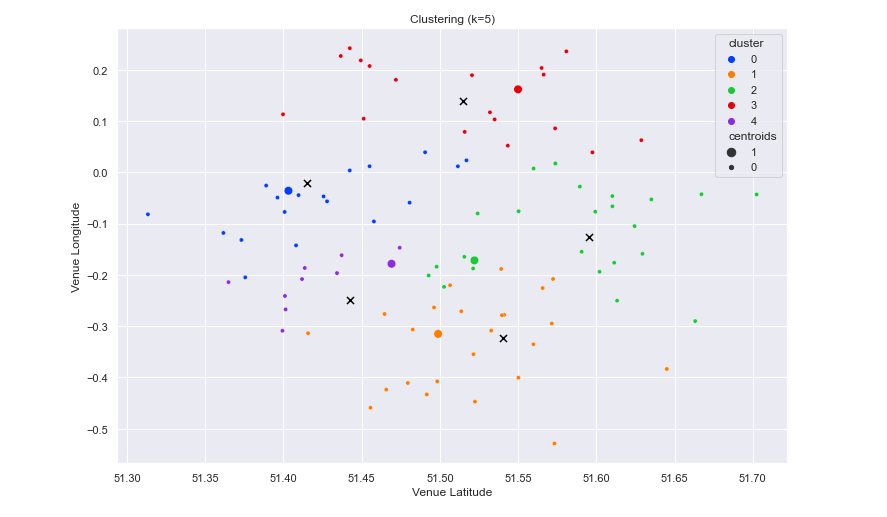 Clustering (k=5)
cluster
0
1
2
3
4
centroids
1
0
Venue Longitude
0.2
0.1
0.0
−0.1
−0.2
−0.3
−0.4
−0.5
51.30 51.35 51.40 51.45 51.50 51.55 51.60 51.65 51.70
Venue Latitude